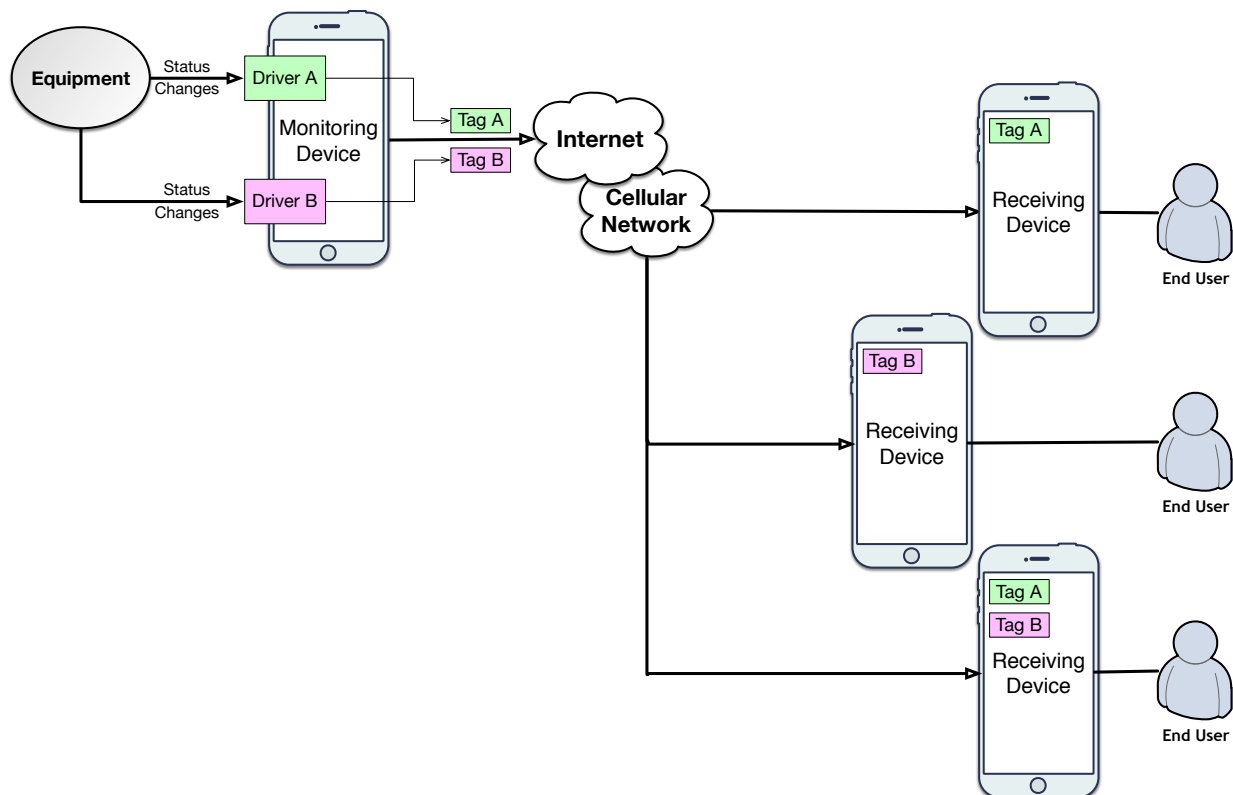 Equipment
Status
Changes
Driver A
Monitoring
Device
Status
Changes
Driver B
Tag A
Tag B
Internet
Cellular
Network
Tag A
Receiving
Device
End User
Tag B
Receiving
Device
End User
Tag A
Tag B
Receiving
Device
End User